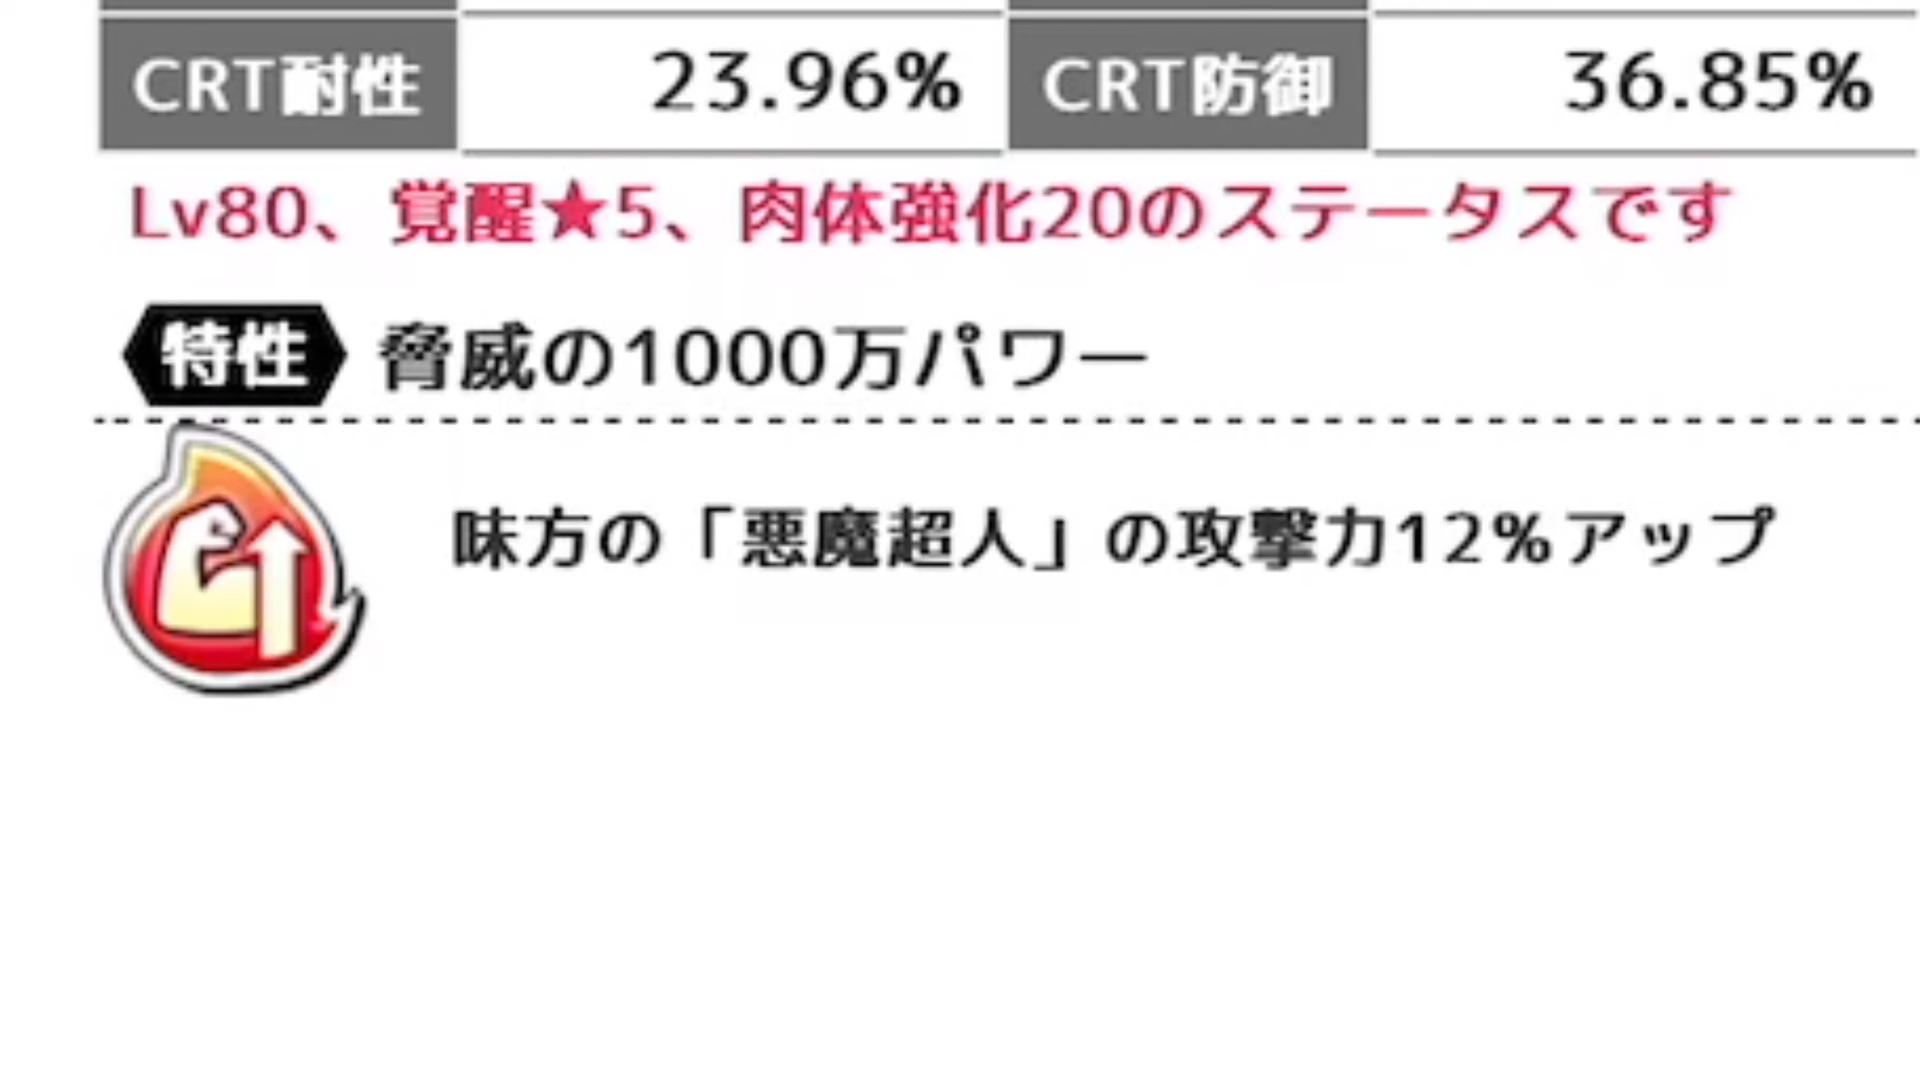 CRT耐性 23.96% CRT防御 36.85%
Lv80、覚醒★5、肉体強化20のステータスです
特性 脅威の1000万パワー
味方の「悪魔超人」の攻撃力12%アップ